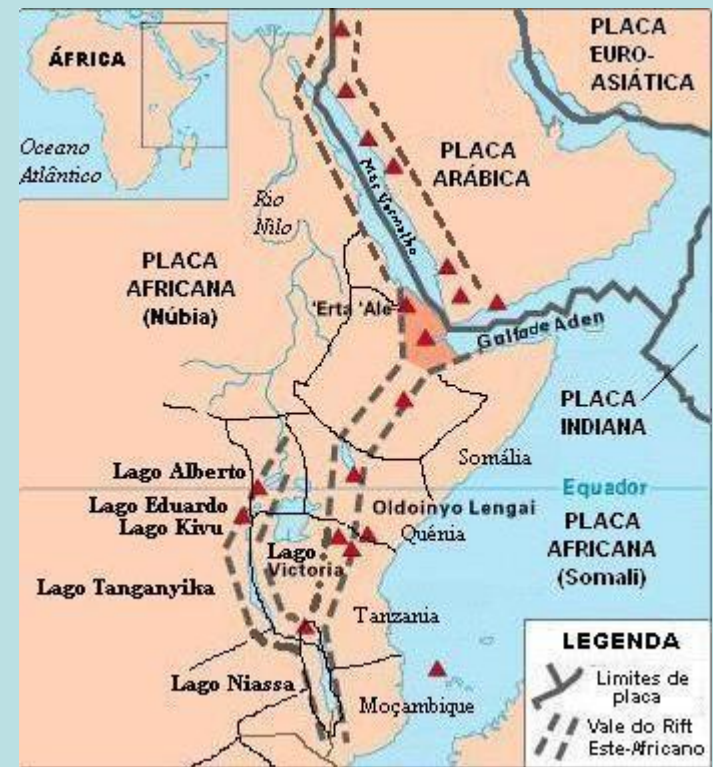 ÁFRICA
Oceano
Atlântico
PLACA
EURO-
ASIÁTICA
PLACA
ARÁBICA
Mar Vermelho
Rio
Nilo
PLACA
AFRICANA
(Núbia)
'Erta 'Ale
Golfo de Aden
PLACA
INDIANA
Somália
Lago Alberto
Equador
Lago Eduardo
Oldoinyo Lengai
Lago Kivu
Quénia
PLACA
AFRICANA
(Somali)
Lago
Victoria
Lago Tanganyika
Tanzania
Lago Niassa
Moçambique
LEGENDA
Limites de
placa
Vale do Rift
Este-Africano